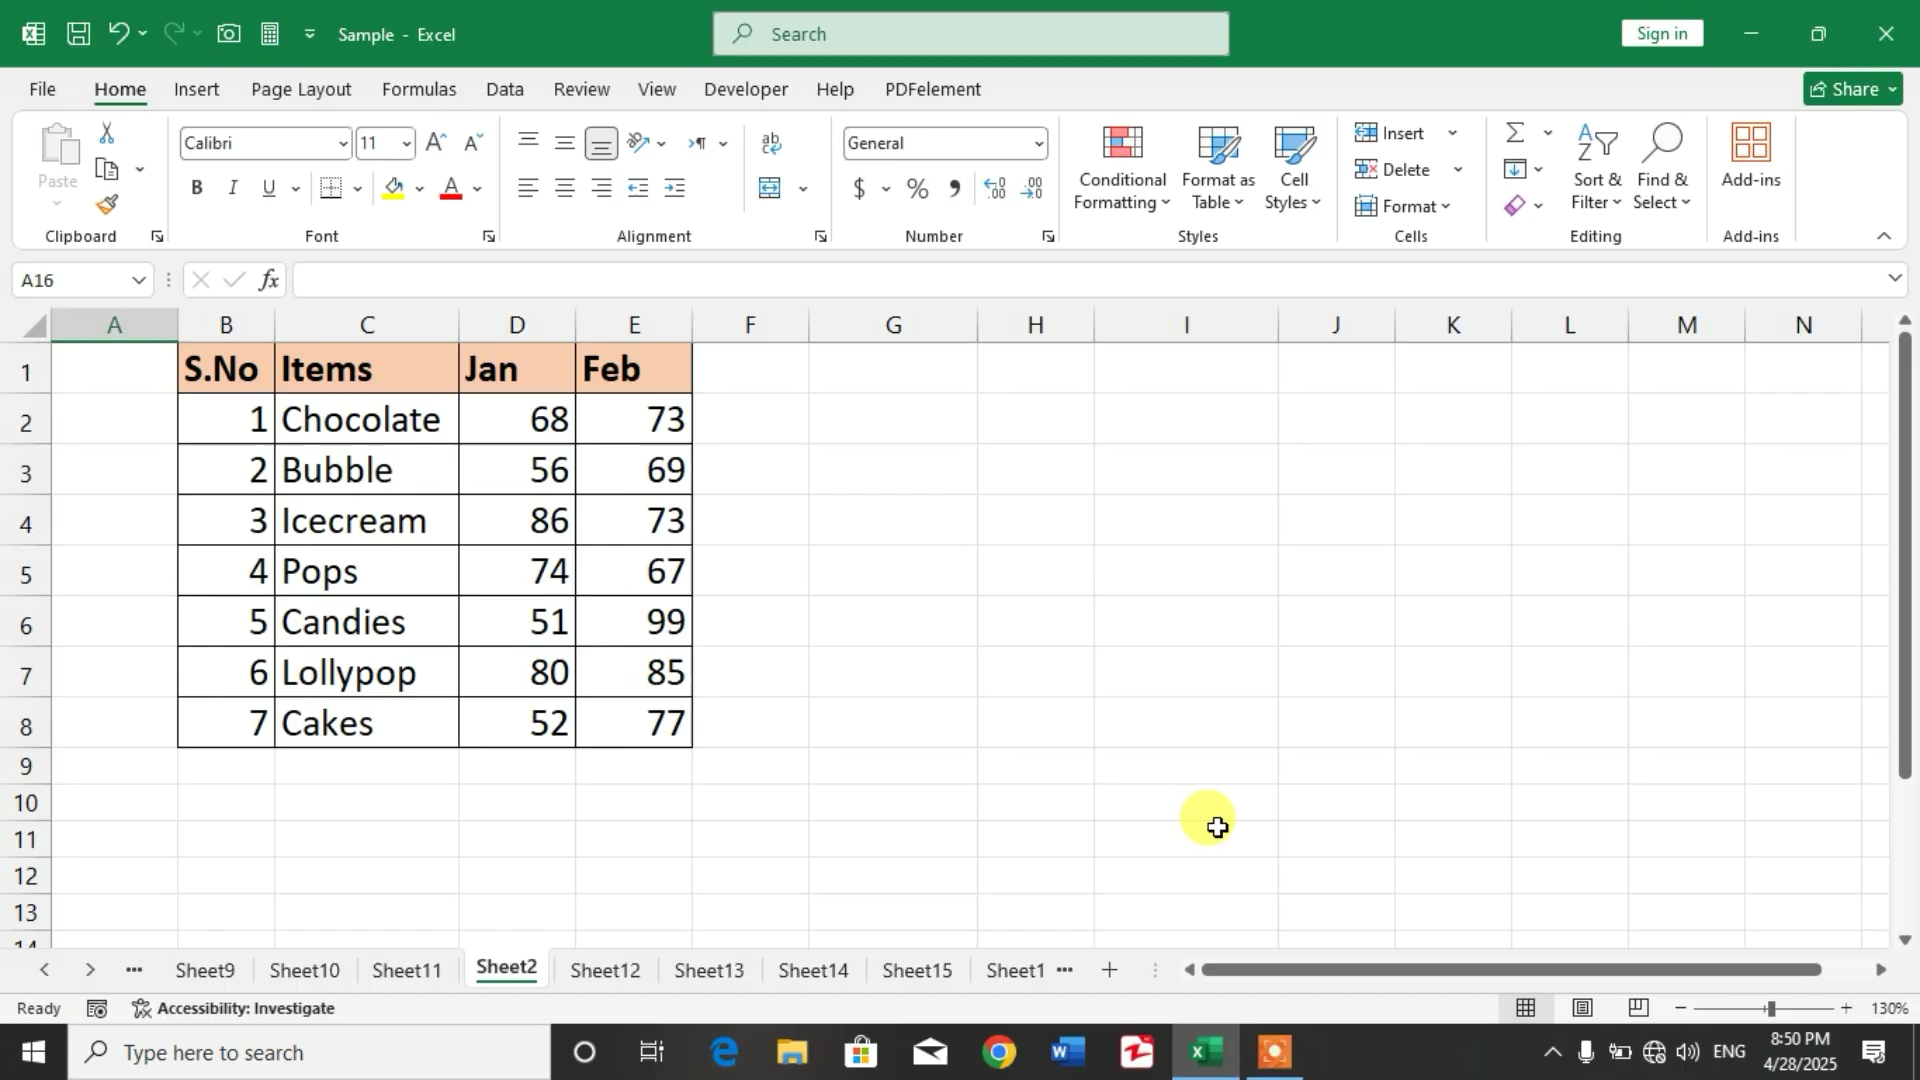 Sample - Excel
Search
Sign in
File Home Insert Page Layout Formulas Data Review View Developer Help PDFelement
Share
Paste
Calibri 11
General
Conditional Formatting
Format as Table
Cell Styles
Insert
Delete
Format
Sort & Filter
Find & Select
Add-ins
Clipboard Font Alignment Number Styles Cells Editing Add-ins
A16 fx
A B C D E F G H I J K L M N
1 S.No Items Jan Feb
2 1 Chocolate 68 73
3 2 Bubble 56 69
4 3 Icecream 86 73
5 4 Pops 74 67
6 5 Candies 51 99
7 6 Lollypop 80 85
8 7 Cakes 52 77
9
10
11
12
13
14
Sheet9 Sheet10 Sheet11 Sheet2 Sheet12 Sheet13 Sheet14 Sheet15 Sheet1
Ready Accessibility: Investigate 130%
Type here to search
ENG
8:50 PM
4/28/2025